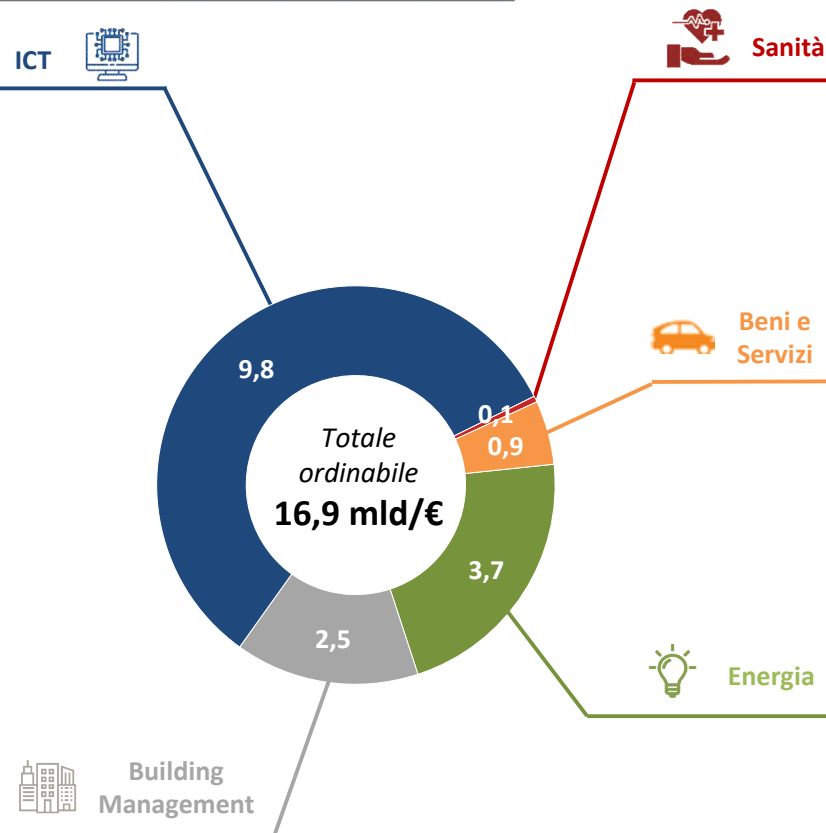 ICT
Sanità
Beni e
Servizi
9,8
0,1
0,9
Totale
ordinabile
16,9 mld/€
3,7
2,5
Energia
Building
Management